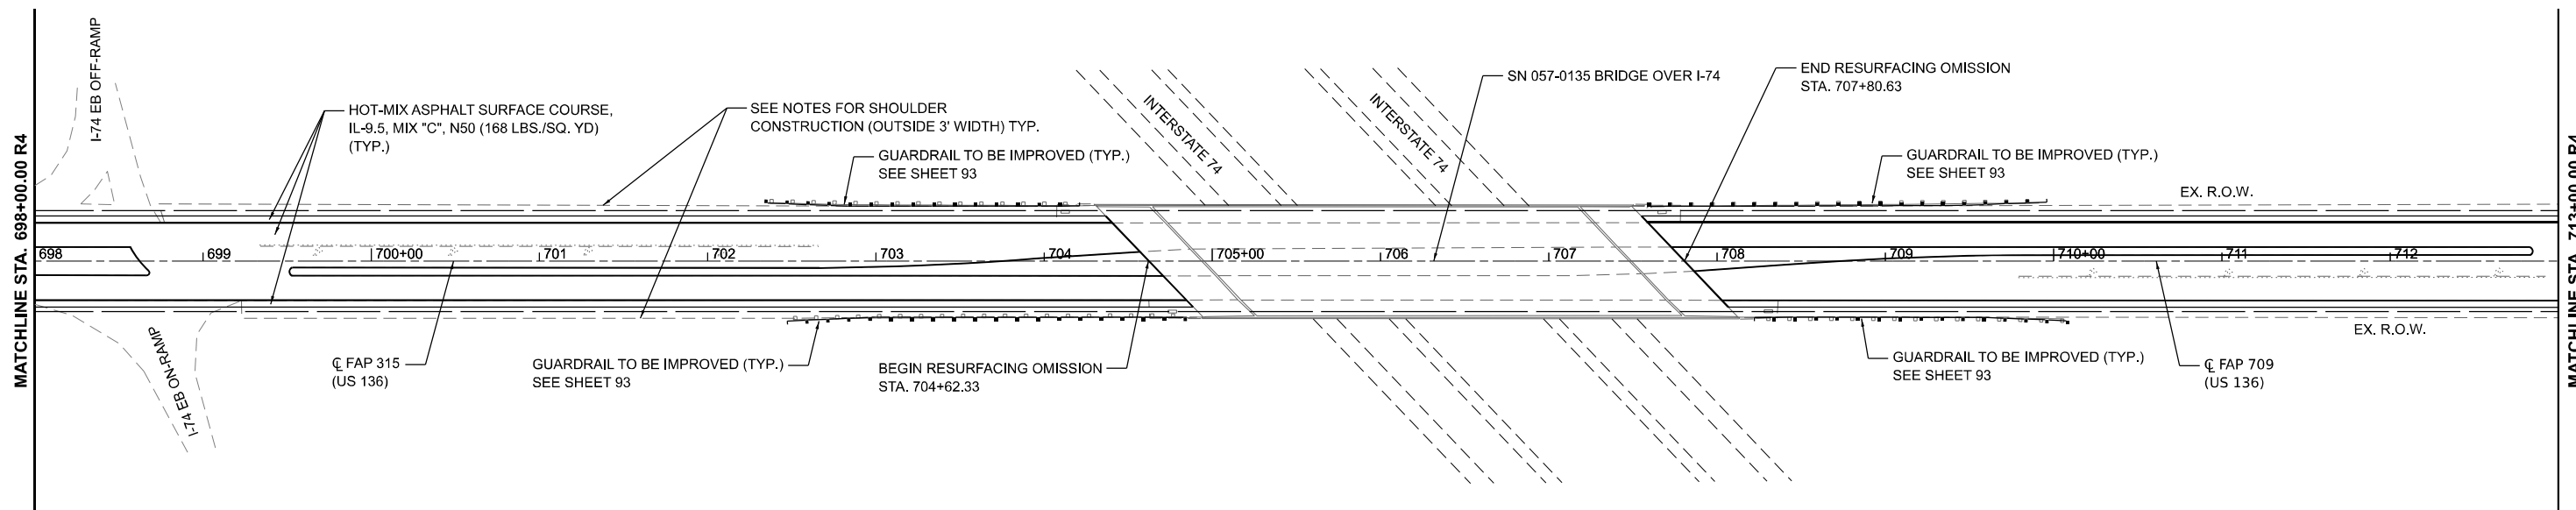 MATCHLINE STA. 698+00.00 R4
I-74 EB OFF-RAMP
HOT-MIX ASPHALT SURFACE COURSE,
IL-9.5, MIX "C", N50 (168 LBS./SQ. YD)
(TYP.)
SEE NOTES FOR SHOULDER
CONSTRUCTION (OUTSIDE 3' WIDTH) TYP.
GUARDRAIL TO BE IMPROVED (TYP.)
SEE SHEET 93
INTERSTATE 74
INTERSTATE 74
SN 057-0135 BRIDGE OVER I-74
END RESURFACING OMISSION
STA. 707+80.63
GUARDRAIL TO BE IMPROVED (TYP.)
SEE SHEET 93
EX. R.O.W.
698 699 700+00 701 702 703 704 705+00 706 707 708 709 710+00 711 712
I-74 EB ON-RAMP
℄ FAP 315
(US 136)
GUARDRAIL TO BE IMPROVED (TYP.)
SEE SHEET 93
BEGIN RESURFACING OMISSION
STA. 704+62.33
GUARDRAIL TO BE IMPROVED (TYP.)
SEE SHEET 93
℄ FAP 709
(US 136)
EX. R.O.W.
MATCHLINE STA. 713+00.00 R4